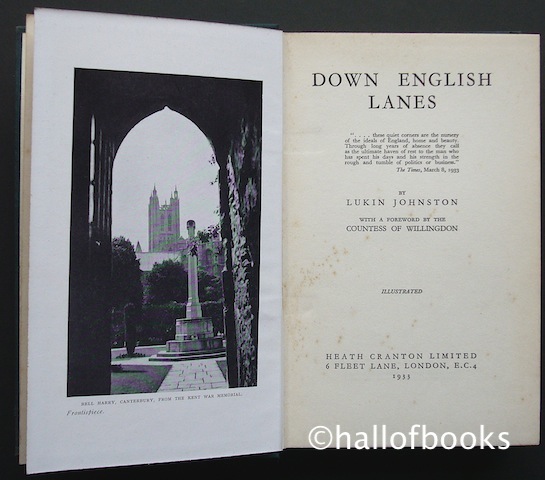 BELL HARRY, CANTERBURY, FROM THE KENT WAR MEMORIAL.
Frontispiece.
DOWN ENGLISH
LANES
". . . . these quiet corners are the nursery
of the ideals of England, home and beauty.
Through long years of absence they call
as the ultimate haven of rest to the man who
has spent his days and his strength in the
rough and tumble of politics or business."
The Times, March 8, 1933
BY
LUKIN JOHNSTON
WITH A FOREWORD BY THE
COUNTESS OF WILLINGDON
ILLUSTRATED
HEATH CRANTON LIMITED
6 FLEET LANE, LONDON, E.C.4
1933
©hallofbooks